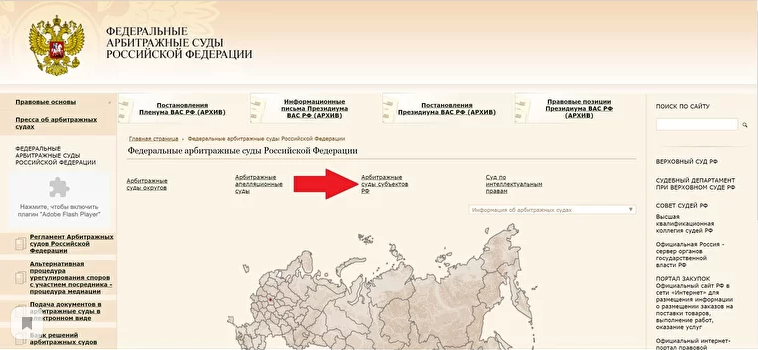 ФЕДЕРАЛЬНЫЕ
АРБИТРАЖНЫЕ СУДЫ
РОССИЙСКОЙ ФЕДЕРАЦИИ
Правовые основы
Пресса об арбитражных
судах
ФЕДЕРАЛЬНЫЕ
АРБИТРАЖНЫЕ СУДЫ
РОССИЙСКОЙ ФЕДЕРАЦИИ
Нажмите, чтобы включить
плагин "Adobe Flash Player"
Регламент Арбитражных
судов Российской
Федерации
Альтернативная
процедура
урегулирования споров
с участием посредника -
процедура медиации
Подача документов в
арбитражные суды в
электронном виде
Банк решений
арбитражных судов
Постановления
Пленума ВАС РФ (АРХИВ)
Информационные
письма Президиума
ВАС РФ (АРХИВ)
Постановления
Президиума ВАС РФ (АРХИВ)
Правовые позиции
Президиума ВАС РФ
(АРХИВ)
Главная страница › Федеральные арбитражные суды Российской Федерации
Федеральные арбитражные суды Российской Федерации
Арбитражные
суды округов
Арбитражные
апелляционные
суды
Арбитражные
суды субъектов
РФ
Суд по
интеллектуальным
правам
Информация об арбитражных судах
ПОИСК ПО САЙТУ
ВЕРХОВНЫЙ СУД РФ
СУДЕБНЫЙ ДЕПАРТАМЕНТ
ПРИ ВЕРХОВНОМ СУДЕ РФ
СОВЕТ СУДЕЙ РФ
Высшая
квалификационная
коллегия судей РФ
Официальная Россия -
сервер органов
государственной
власти РФ
ПОРТАЛ ЗАКУПОК
Официальный сайт РФ в
сети «Интернет» для
размещения информации
о размещении заказов на
поставки товаров,
выполнение работ,
оказание услуг
Официальный интернет-
портал правовой